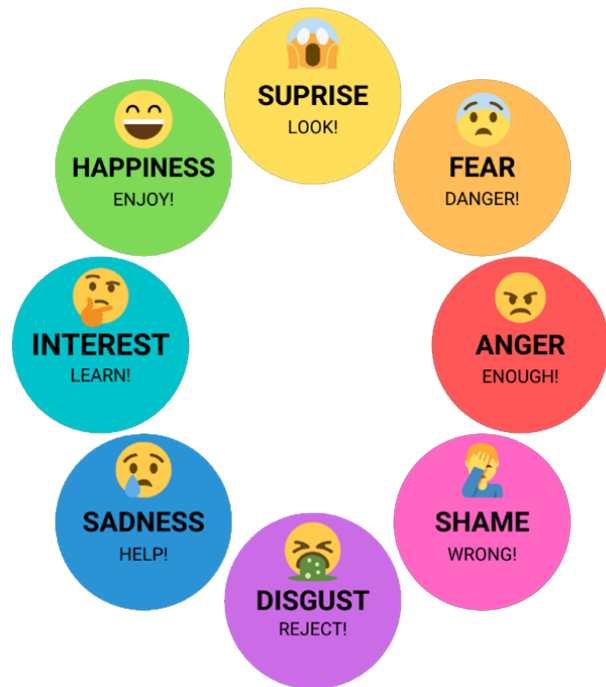 SUPRISE
LOOK!
FEAR
DANGER!
ANGER
ENOUGH!
SHAME
WRONG!
DISGUST
REJECT!
SADNESS
HELP!
INTEREST
LEARN!
HAPPINESS
ENJOY!